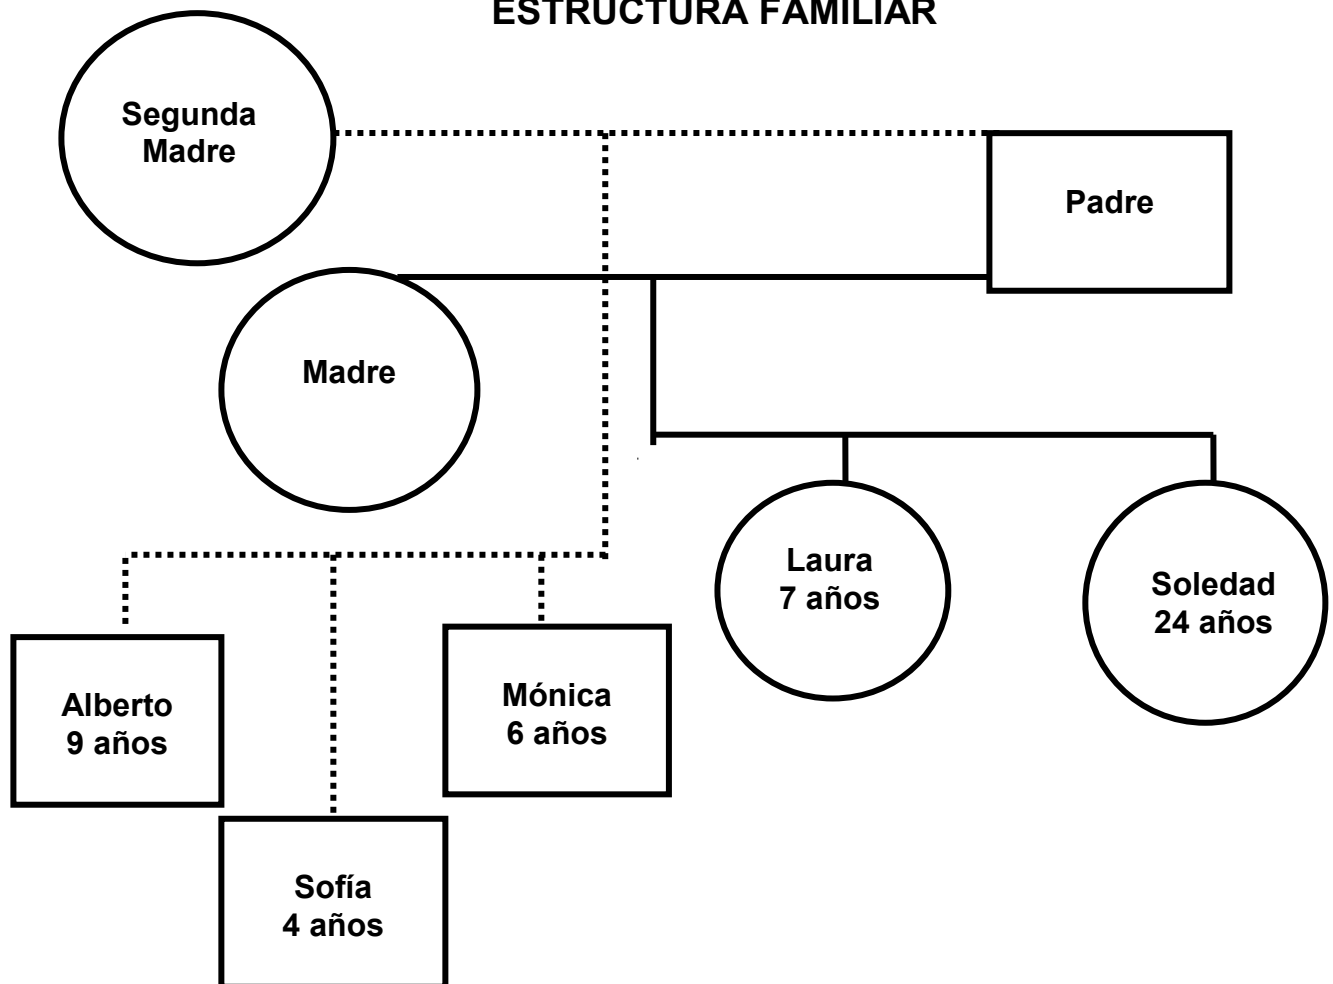 ESTRUCTURA FAMILIAR
Segunda
Madre
Padre
Madre
Laura
7 años
Soledad
24 años
Alberto
9 años
Mónica
6 años
Sofía
4 años